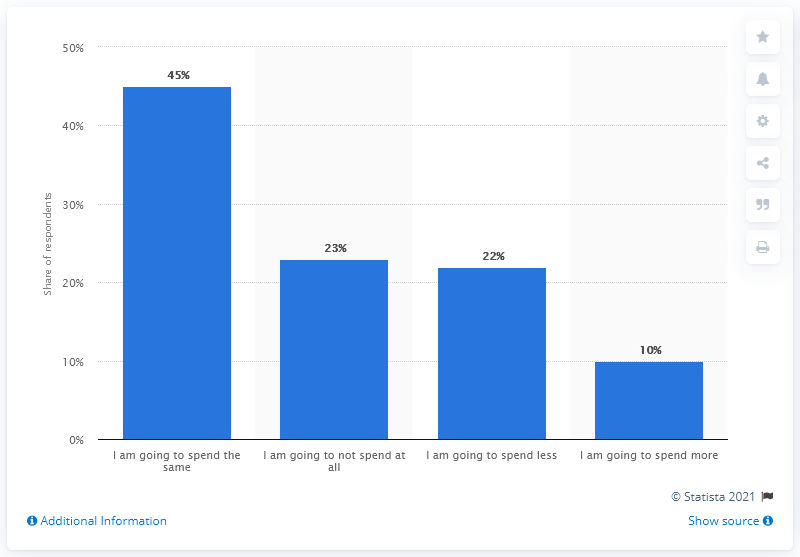 50%
45%
40%
30%
23%
22%
20%
10%
10%
0%
Share of respondents
I am going to spend the
same
I am going to not spend at
all
I am going to spend less
I am going to spend more
© Statista 2021
Additional Information
Show source